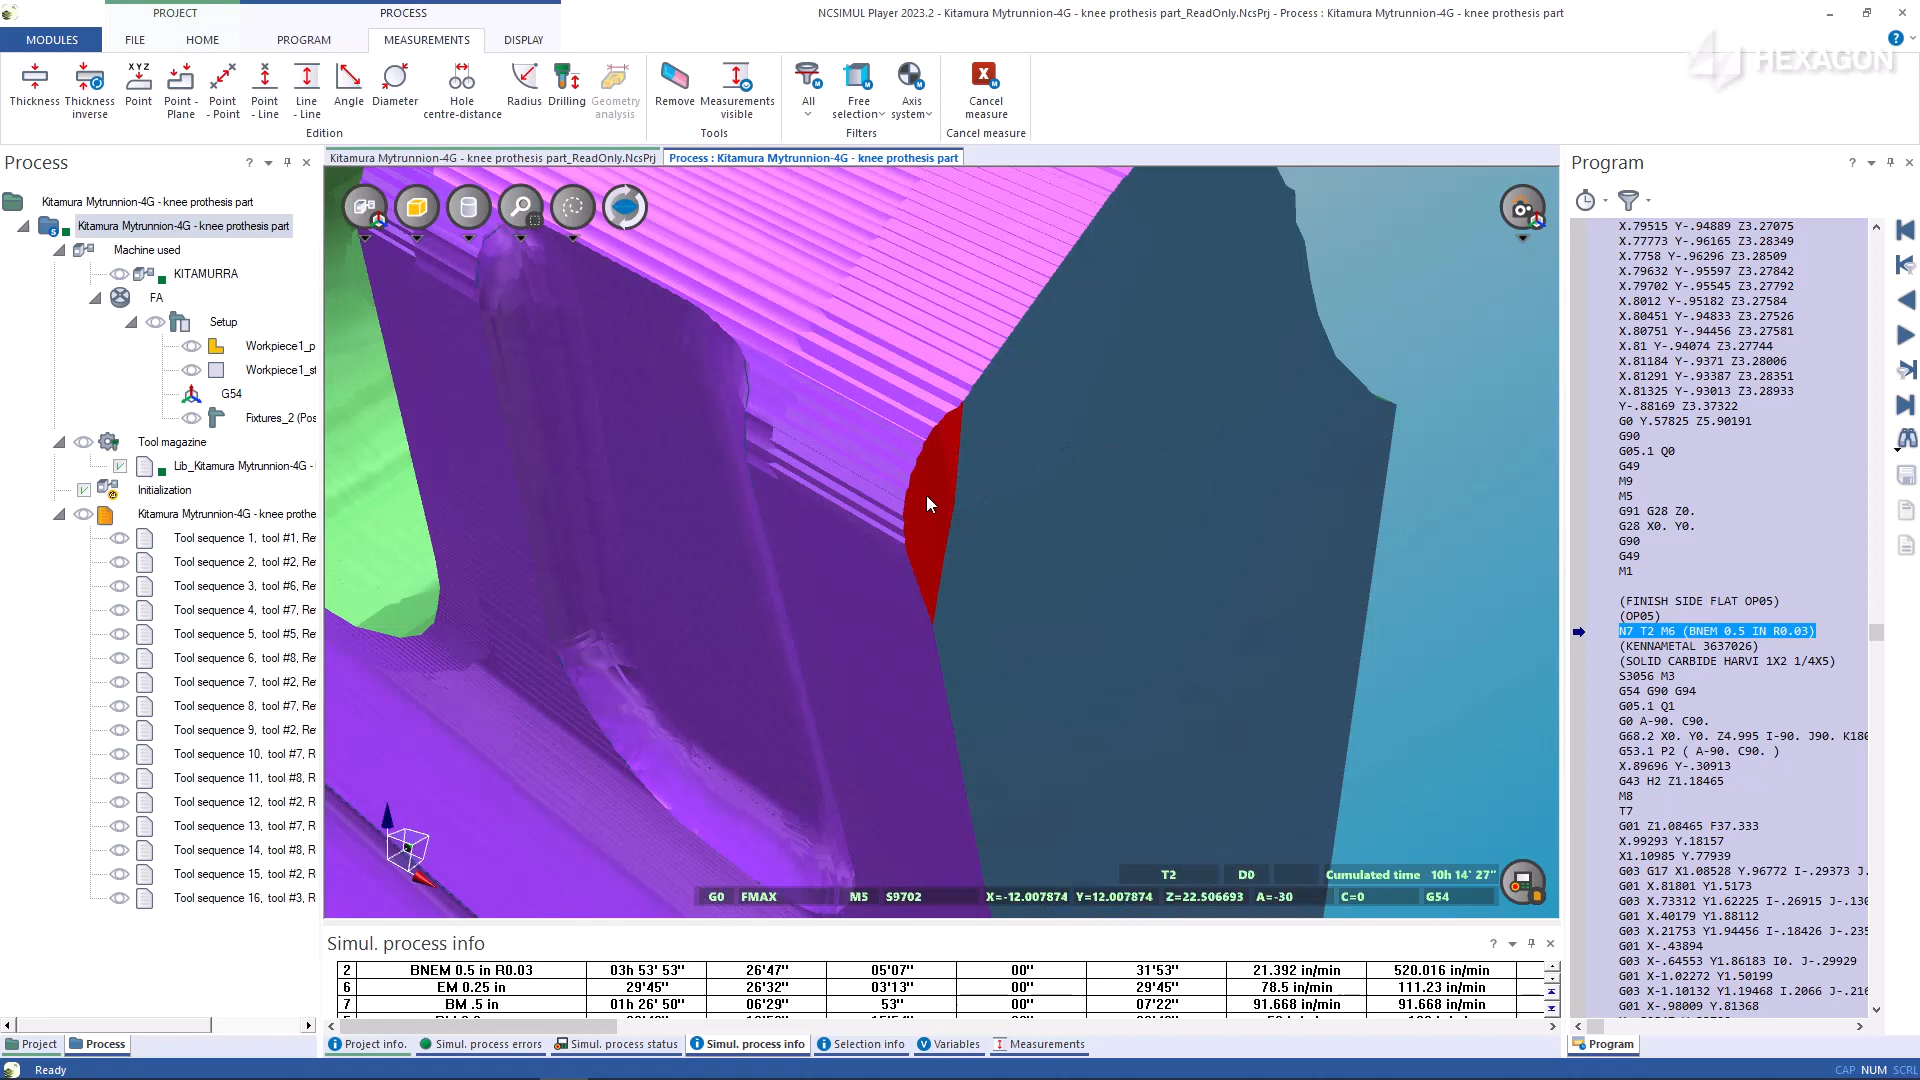 PROJECT
PROCESS
NCSIMUL Player 2023.2 - Kitamura Mytrunnion-4G - knee prothesis part_ReadOnly.NcsPrj - Process : Kitamura Mytrunnion-4G - knee prothesis part
MODULES
FILE
HOME
PROGRAM
MEASUREMENTS
DISPLAY
HEXAGON
Thickness
Thickness inverse
XYZ
Point
Point - Plane
Point - Point
Point - Line
Line - Line
Angle
Diameter
Hole centre-distance
Radius
Drilling
Geometry analysis
Remove
Measurements visible
All
Free selection
Axis system
Cancel measure
Edition
Tools
Filters
Cancel measure
Process
Kitamura Mytrunnion-4G - knee prothesis part_ReadOnly.NcsPrj
Process : Kitamura Mytrunnion-4G - knee prothesis part
Program
Kitamura Mytrunnion-4G - knee prothesis part
Kitamura Mytrunnion-4G - knee prothesis part
Machine used
KITAMURRA
FA
Setup
Workpiece1_p
Workpiece1_st
G54
Fixtures_2 (Pos
Tool magazine
Lib_Kitamura Mytrunnion-4G -
Initialization
Kitamura Mytrunnion-4G - knee prothe
Tool sequence 1, tool #1, Re
Tool sequence 2, tool #2, Re
Tool sequence 3, tool #6, Re
Tool sequence 4, tool #7, Re
Tool sequence 5, tool #5, Re
Tool sequence 6, tool #8, Re
Tool sequence 7, tool #2, Re
Tool sequence 8, tool #7, Re
Tool sequence 9, tool #2, Re
Tool sequence 10, tool #7, R
Tool sequence 11, tool #8, R
Tool sequence 12, tool #2, R
Tool sequence 13, tool #7, R
Tool sequence 14, tool #8, R
Tool sequence 15, tool #2, R
Tool sequence 16, tool #3, R
X.79515 Y-.94889 Z3.27075
X.77773 Y-.96165 Z3.28349
X.7758 Y-.96296 Z3.28509
X.79632 Y-.95597 Z3.27842
X.79702 Y-.95545 Z3.27792
X.8012 Y-.95182 Z3.27584
X.80451 Y-.94833 Z3.27526
X.80751 Y-.94456 Z3.27581
X.81 Y-.94074 Z3.27744
X.81184 Y-.9371 Z3.28006
X.81291 Y-.93387 Z3.28351
X.81325 Y-.93013 Z3.28933
Y-.88169 Z3.37322
G0 Y.57825 Z5.90191
G90
G05.1 Q0
G49
M9
M5
G91 G28 Z0.
G28 X0. Y0.
G90
G49
M1
(FINISH SIDE FLAT OP05)
(OP05)
N7 T2 M6 (BNEM 0.5 IN R0.03)
(KENNAMETAL 3637026)
(SOLID CARBIDE HARVI 1X2 1/4X5)
S3056 M3
G54 G90 G94
G05.1 Q1
G0 A-90. C90.
G68.2 X0. Y0. Z4.995 I-90. J90. K180
G53.1 P2 ( A-90. C90. )
X.89696 Y-.30913
G43 H2 Z1.18465
M8
T7
G01 Z1.08465 F37.333
X.99293 Y.18157
X1.10985 Y.77939
G03 G17 X1.08528 Y.96772 I-.29373 J.
G01 X.81801 Y1.5173
G03 X.73312 Y1.62225 I-.26915 J-.130
G01 X.40179 Y1.88112
G03 X.21753 Y1.94456 I-.18426 J-.235
G01 X-.43894
G03 X-.64553 Y1.86183 I0. J-.29929
G01 X-1.02272 Y1.50199
G03 X-1.10132 Y1.19468 I.2066 J-.216
G01 X-.98009 Y.81368
T2 D0 Cumulated time 10h 14' 27"
G0 FMAX M5 S9702 X=-12.007874 Y=12.007874 Z=22.506693 A=-30 C=0 G54
Simul. process info
2 BNEM 0.5 in R0.03 03h 53' 53" 26'47" 05'07" 00" 31'53" 21.392 in/min 520.016 in/min
6 EM 0.25 in 29'45" 26'32" 03'13" 00" 29'45" 78.5 in/min 111.23 in/min
7 BM .5 in 01h 26' 50" 06'29" 53" 00" 07'22" 91.668 in/min 91.668 in/min
Project
Process
Project info.
Simul. process errors
Simul. process status
Simul. process info
Selection info
Variables
Measurements
Program
Ready
CAP NUM SCRL